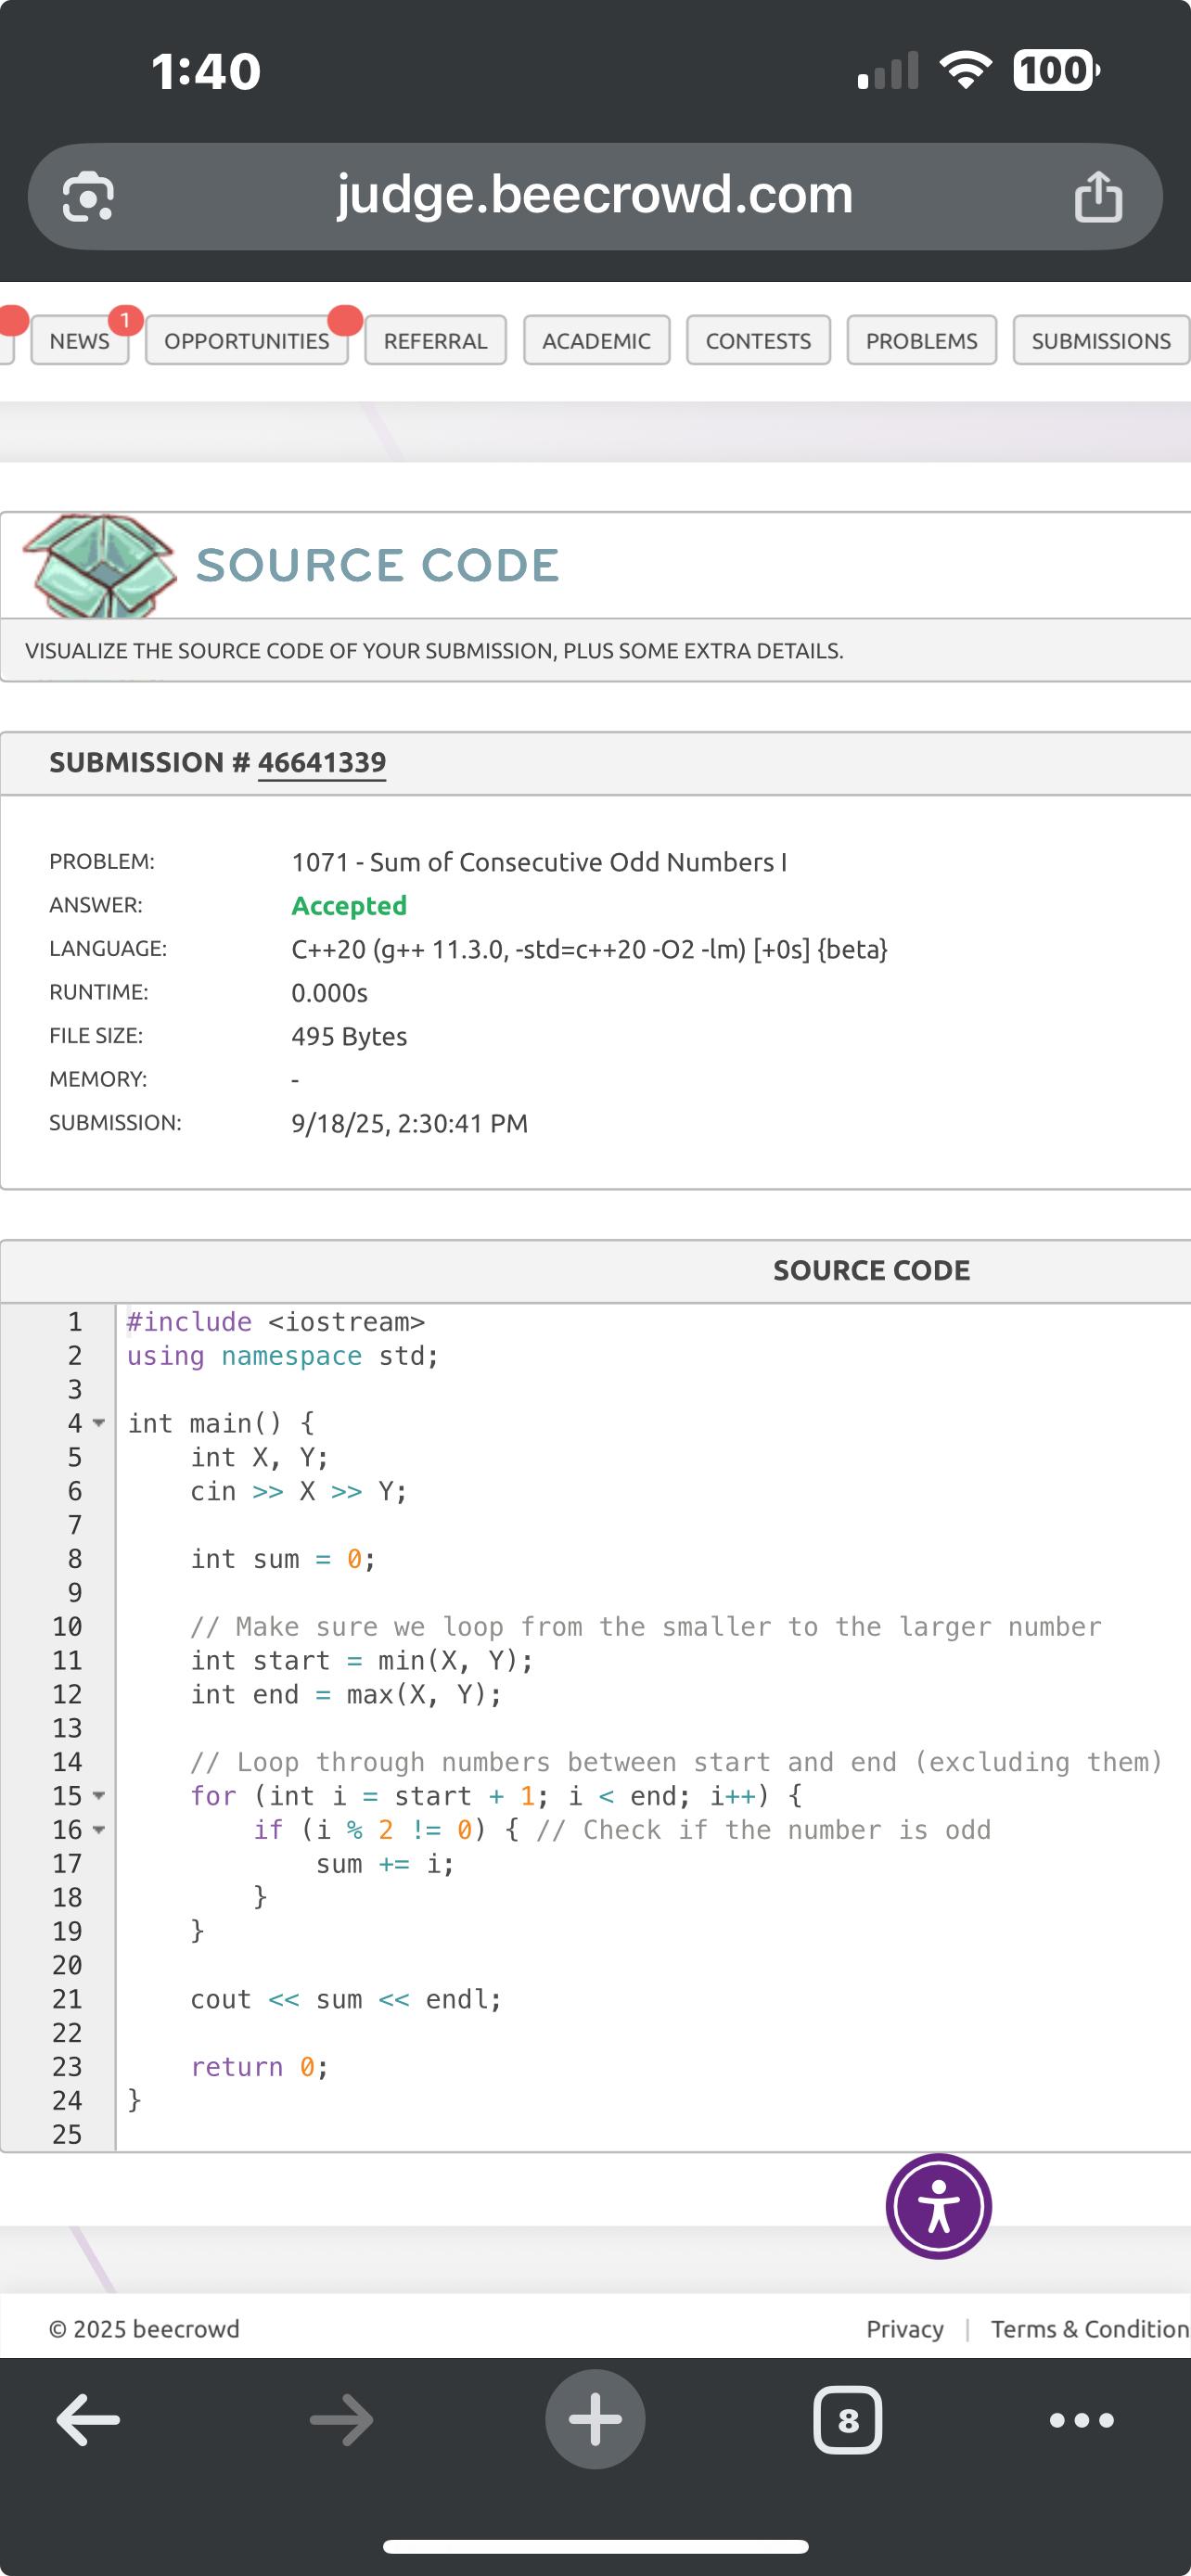 1:40
100
judge.beecrowd.com
NEWS 1 OPPORTUNITIES REFERRAL ACADEMIC CONTESTS PROBLEMS SUBMISSIONS
SOURCE CODE
VISUALIZE THE SOURCE CODE OF YOUR SUBMISSION, PLUS SOME EXTRA DETAILS.
SUBMISSION # 46641339
PROBLEM: 1071 - Sum of Consecutive Odd Numbers I
ANSWER: Accepted
LANGUAGE: C++20 (g++ 11.3.0, -std=c++20 -O2 -lm) [+0s] {beta}
RUNTIME: 0.000s
FILE SIZE: 495 Bytes
MEMORY: -
SUBMISSION: 9/18/25, 2:30:41 PM
SOURCE CODE
1 #include <iostream>
2 using namespace std;
3
4 int main() {
5     int X, Y;
6     cin >> X >> Y;
7
8     int sum = 0;
9
10     // Make sure we loop from the smaller to the larger number
11     int start = min(X, Y);
12     int end = max(X, Y);
13
14     // Loop through numbers between start and end (excluding them)
15     for (int i = start + 1; i < end; i++) {
16         if (i % 2 != 0) { // Check if the number is odd
17             sum += i;
18         }
19     }
20
21     cout << sum << endl;
22
23     return 0;
24 }
25
© 2025 beecrowd Privacy | Terms & Condition
8